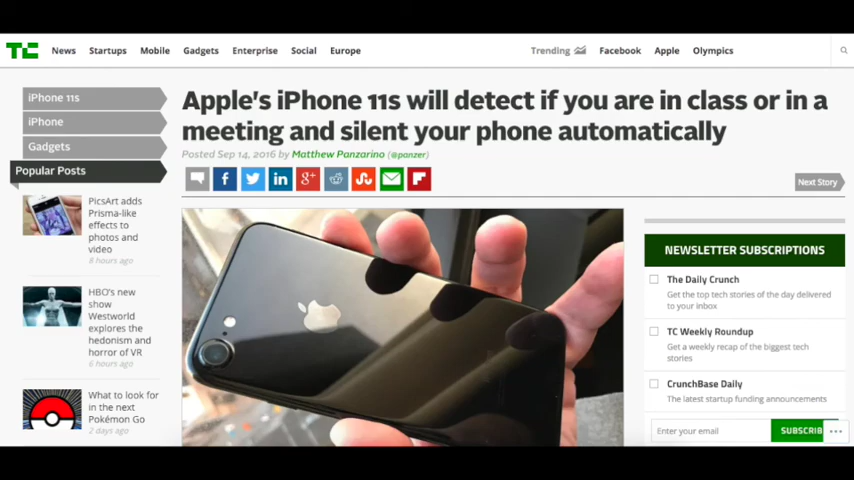 TC
News
Startups
Mobile
Gadgets
Enterprise
Social
Europe
Trending
Facebook
Apple
Olympics
iPhone 11s
iPhone
Gadgets
Popular Posts
PicsArt adds
Prisma-like
effects to
photos and
video
8 hours ago
HBO's new
show
Westworld
explores the
hedonism and
horror of VR
6 hours ago
What to look for
in the next
Pokémon Go
2 days ago
Apple's iPhone 11s will detect if you are in class or in a
meeting and silent your phone automatically
Posted Sep 14, 2016 by Matthew Panzarino (@panzer)
Next Story
NEWSLETTER SUBSCRIPTIONS
The Daily Crunch
Get the top tech stories of the day delivered
to your inbox
TC Weekly Roundup
Get a weekly recap of the biggest tech
stories
CrunchBase Daily
The latest startup funding announcements
Enter your email
SUBSCRIB